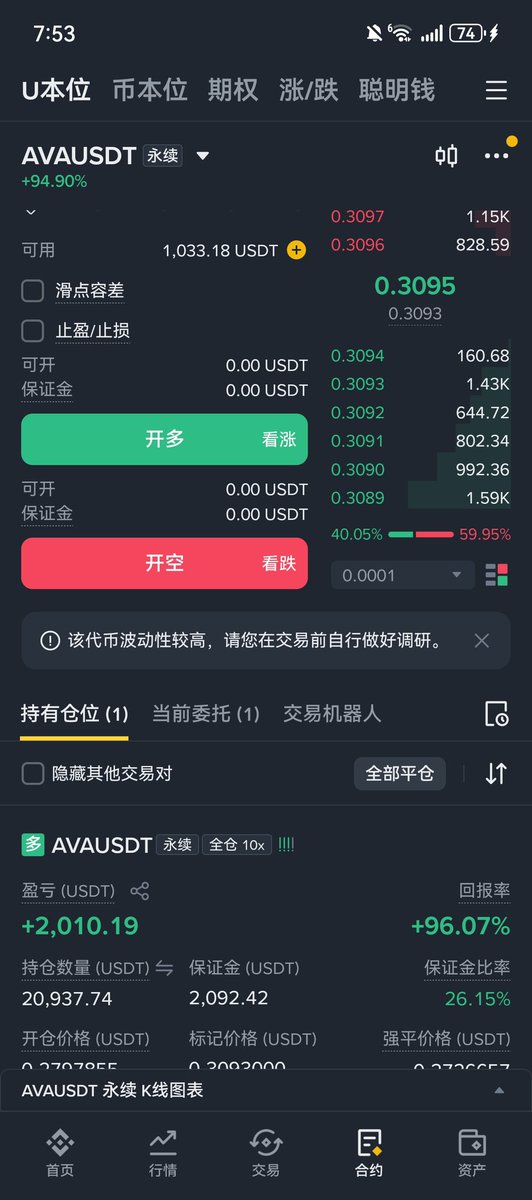 7:53
6
74
U本位 币本位 期权 涨/跌 聪明钱
AVAUSDT 永续
+94.90%
0.3097 1.15K
可用 1,033.18 USDT
0.3096 828.59
滑点容差
0.3095
0.3093
止盈/止损
可开 0.00 USDT
0.3094 160.68
保证金 0.00 USDT
0.3093 1.43K
0.3092 644.72
开多 看涨
0.3091 802.34
0.3090 992.36
可开 0.00 USDT
0.3089 1.59K
保证金 0.00 USDT
40.05% 59.95%
开空 看跌
0.0001
该代币波动性较高，请您在交易前自行做好调研。
持有仓位 (1) 当前委托 (1) 交易机器人
隐藏其他交易对 全部平仓
多 AVAUSDT 永续 全仓 10x
盈亏 (USDT) 回报率
+2,010.19 +96.07%
持仓数量 (USDT) 保证金 (USDT) 保证金比率
20,937.74 2,092.42 26.15%
开仓价格 (USDT) 标记价格 (USDT) 强平价格 (USDT)
0.2797855 0.3093000 0.2726657
AVAUSDT 永续 K线图表
首页 行情 交易 合约 资产